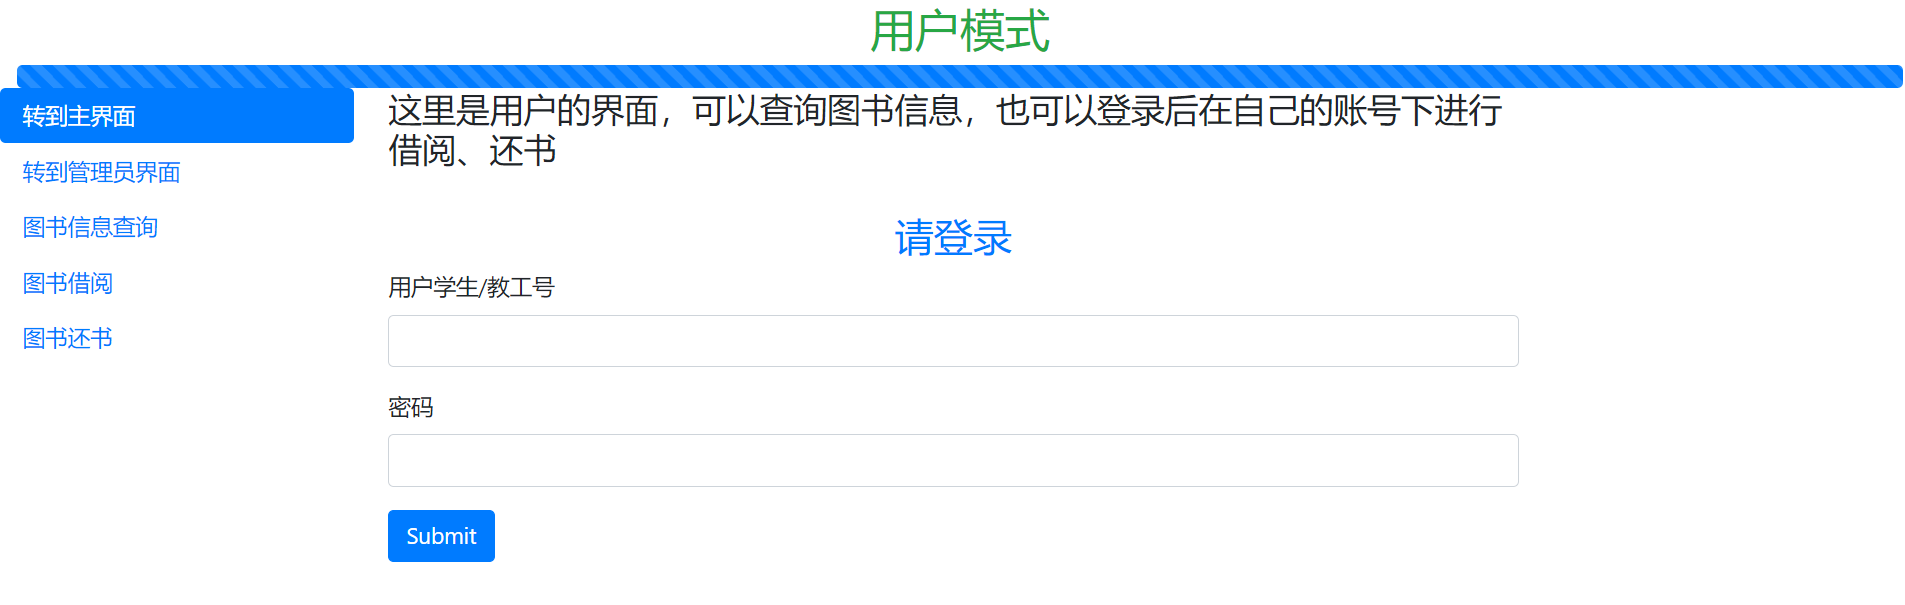 用户模式
转到主界面
转到管理员界面
图书信息查询
图书借阅
图书还书
这里是用户的界面，可以查询图书信息，也可以登录后在自己的账号下进行
借阅、还书
请登录
用户学生/教工号
密码
Submit